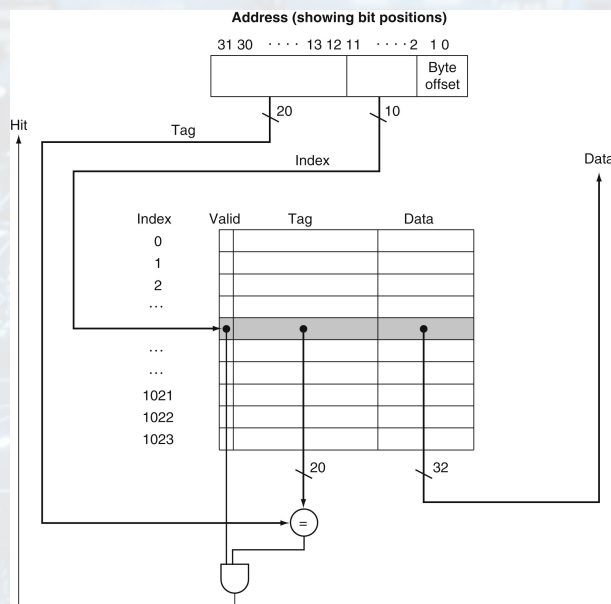 Address (showing bit positions)
31 30 · · · · 13 12 11 · · · · 2 1 0
Byte
offset
20
10
Hit
Tag
Index
Data
Index Valid Tag Data
0
1
2
...
...
...
1021
1022
1023
20
32
=